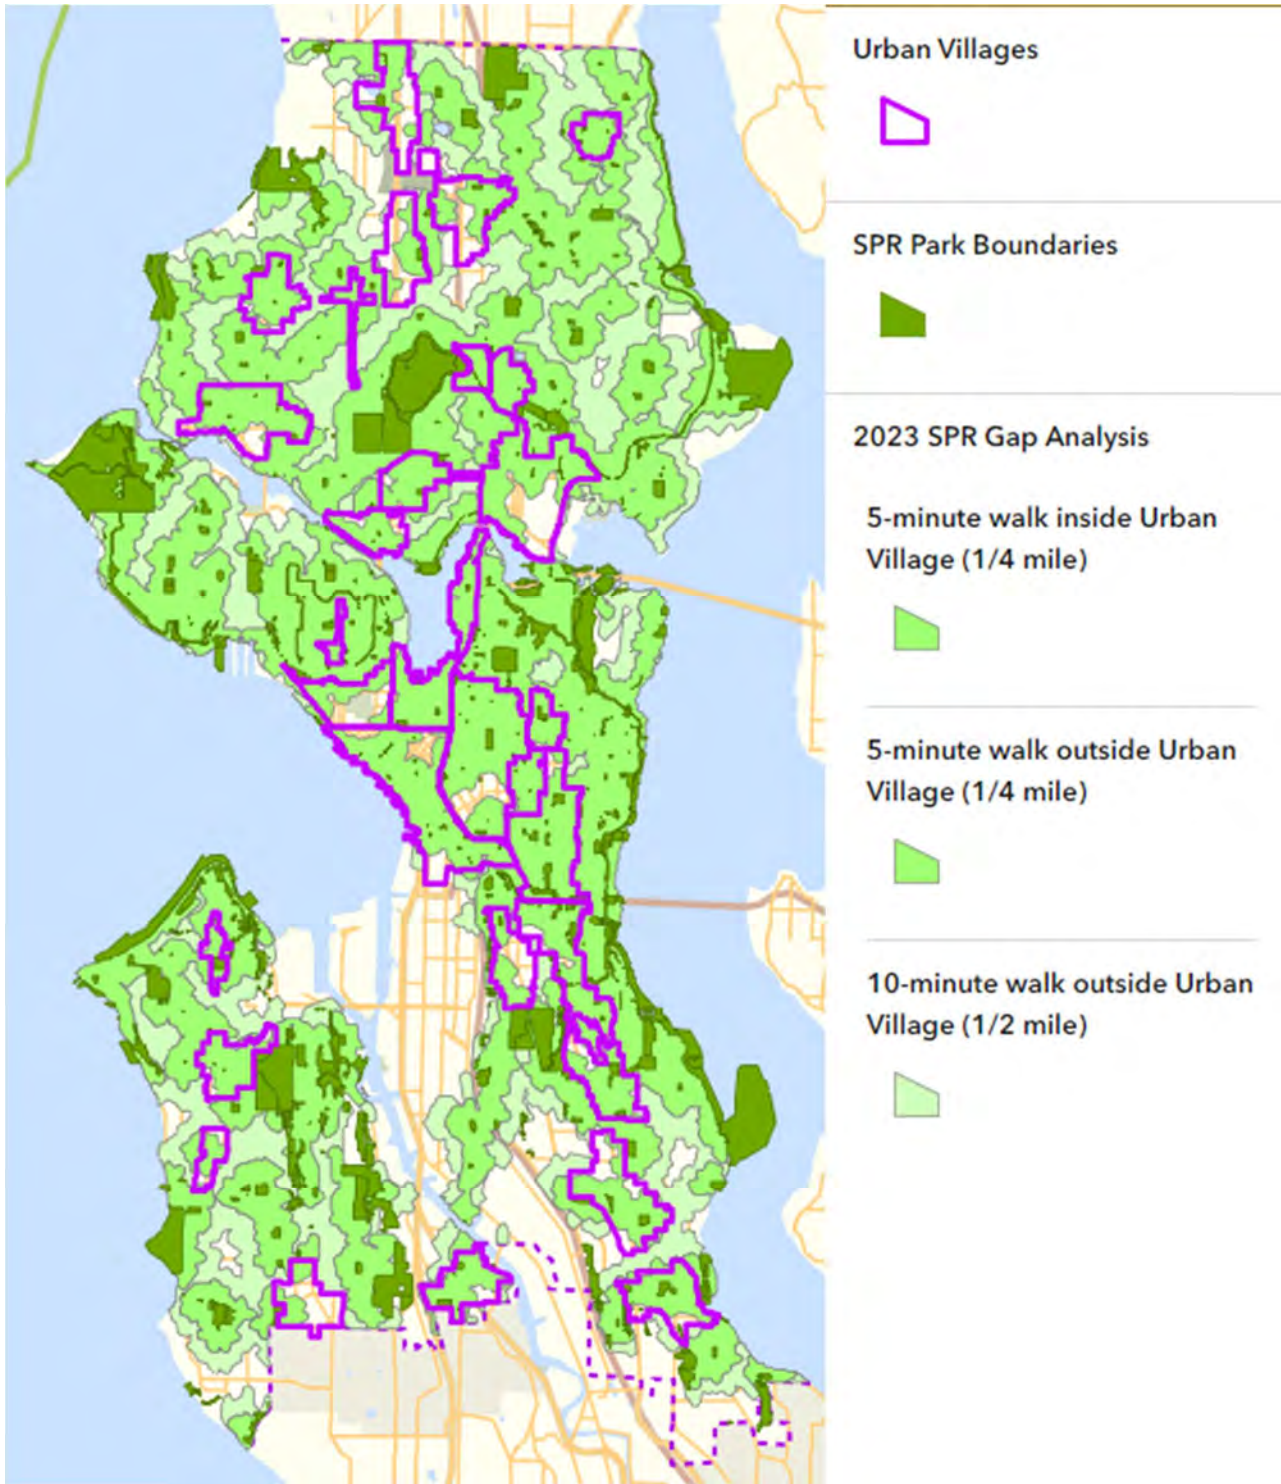 Urban Villages
SPR Park Boundaries
2023 SPR Gap Analysis
5-minute walk inside Urban
Village (1/4 mile)
5-minute walk outside Urban
Village (1/4 mile)
10-minute walk outside Urban
Village (1/2 mile)